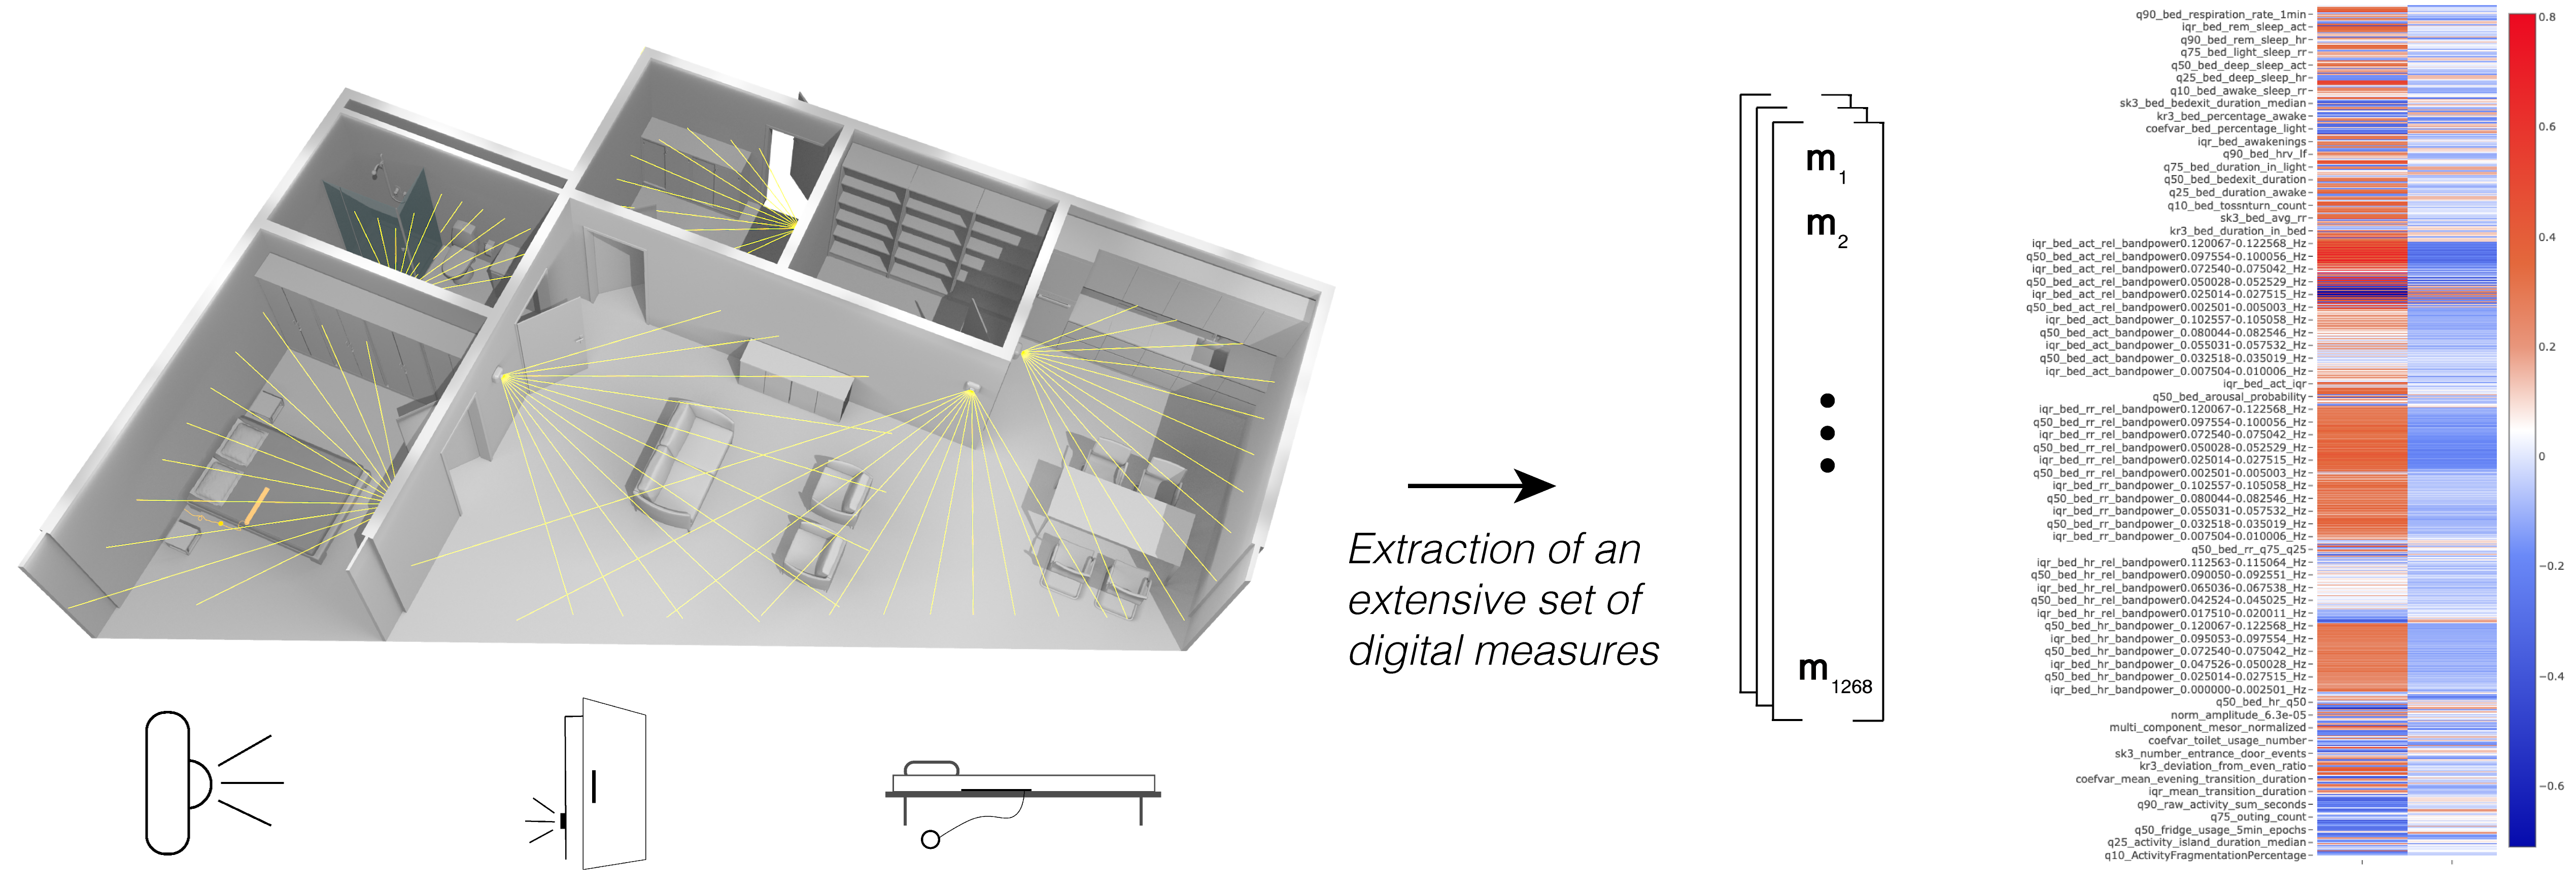 Extraction of an
extensive set of
digital measures
m1
m2
m1268
q90_bed_respiration_rate_1min
iqr_bed_rem_sleep_act
q90_bed_rem_sleep_hr
q75_bed_light_sleep_rr
q50_bed_deep_sleep_act
q25_bed_deep_sleep_hr
q10_bed_awake_sleep_rr
sk3_bed_bedexit_duration_median
kr3_bed_percentage_awake
coefvar_bed_percentage_light
iqr_bed_awakenings
q90_bed_hrv_lf
q75_bed_duration_in_light
q50_bed_bedexit_duration
q25_bed_duration_awake
q10_bed_tossnturn_count
sk3_bed_avg_rr
kr3_bed_duration_in_bed
iqr_bed_act_rel_bandpower0.120067-0.122568_Hz
q50_bed_act_rel_bandpower0.097554-0.100056_Hz
iqr_bed_act_rel_bandpower0.072540-0.075042_Hz
q50_bed_act_rel_bandpower0.050028-0.052529_Hz
iqr_bed_act_rel_bandpower0.025014-0.027515_Hz
q50_bed_act_rel_bandpower0.002501-0.005003_Hz
iqr_bed_act_bandpower_0.102557-0.105058_Hz
q50_bed_act_bandpower_0.080044-0.082546_Hz
iqr_bed_act_bandpower_0.055031-0.057532_Hz
q50_bed_act_bandpower_0.032518-0.035019_Hz
iqr_bed_act_bandpower_0.007504-0.010006_Hz
iqr_bed_act_iqr
q50_bed_arousal_probability
iqr_bed_rr_rel_bandpower0.120067-0.122568_Hz
q50_bed_rr_rel_bandpower0.097554-0.100056_Hz
iqr_bed_rr_rel_bandpower0.072540-0.075042_Hz
q50_bed_rr_rel_bandpower0.050028-0.052529_Hz
iqr_bed_rr_rel_bandpower0.025014-0.027515_Hz
q50_bed_rr_rel_bandpower0.002501-0.005003_Hz
iqr_bed_rr_bandpower_0.102557-0.105058_Hz
q50_bed_rr_bandpower_0.080044-0.082546_Hz
iqr_bed_rr_bandpower_0.055031-0.057532_Hz
q50_bed_rr_bandpower_0.032518-0.035019_Hz
iqr_bed_rr_bandpower_0.007504-0.010006_Hz
q50_bed_rr_q75_q25
iqr_bed_hr_rel_bandpower0.112563-0.115064_Hz
q50_bed_hr_rel_bandpower0.090050-0.092551_Hz
iqr_bed_hr_rel_bandpower0.065036-0.067538_Hz
q50_bed_hr_rel_bandpower0.042524-0.045025_Hz
iqr_bed_hr_rel_bandpower0.017510-0.020011_Hz
q50_bed_hr_bandpower_0.120067-0.122568_Hz
iqr_bed_hr_bandpower_0.095053-0.097554_Hz
q50_bed_hr_bandpower_0.072540-0.075042_Hz
iqr_bed_hr_bandpower_0.047526-0.050028_Hz
q50_bed_hr_bandpower_0.025014-0.027515_Hz
iqr_bed_hr_bandpower_0.000000-0.002501_Hz
q50_bed_hr_q50
norm_amplitude_6.3e-05
multi_component_mesor_normalized
coefvar_toilet_usage_number
sk3_number_entrance_door_events
kr3_deviation_from_even_ratio
coefvar_mean_evening_transition_duration
iqr_mean_transition_duration
q90_raw_activity_sum_seconds
q75_outing_count
q50_fridge_usage_5min_epochs
q25_activity_island_duration_median
q10_ActivityFragmentationPercentage
0.8
0.6
0.4
0.2
0
−0.2
−0.4
−0.6